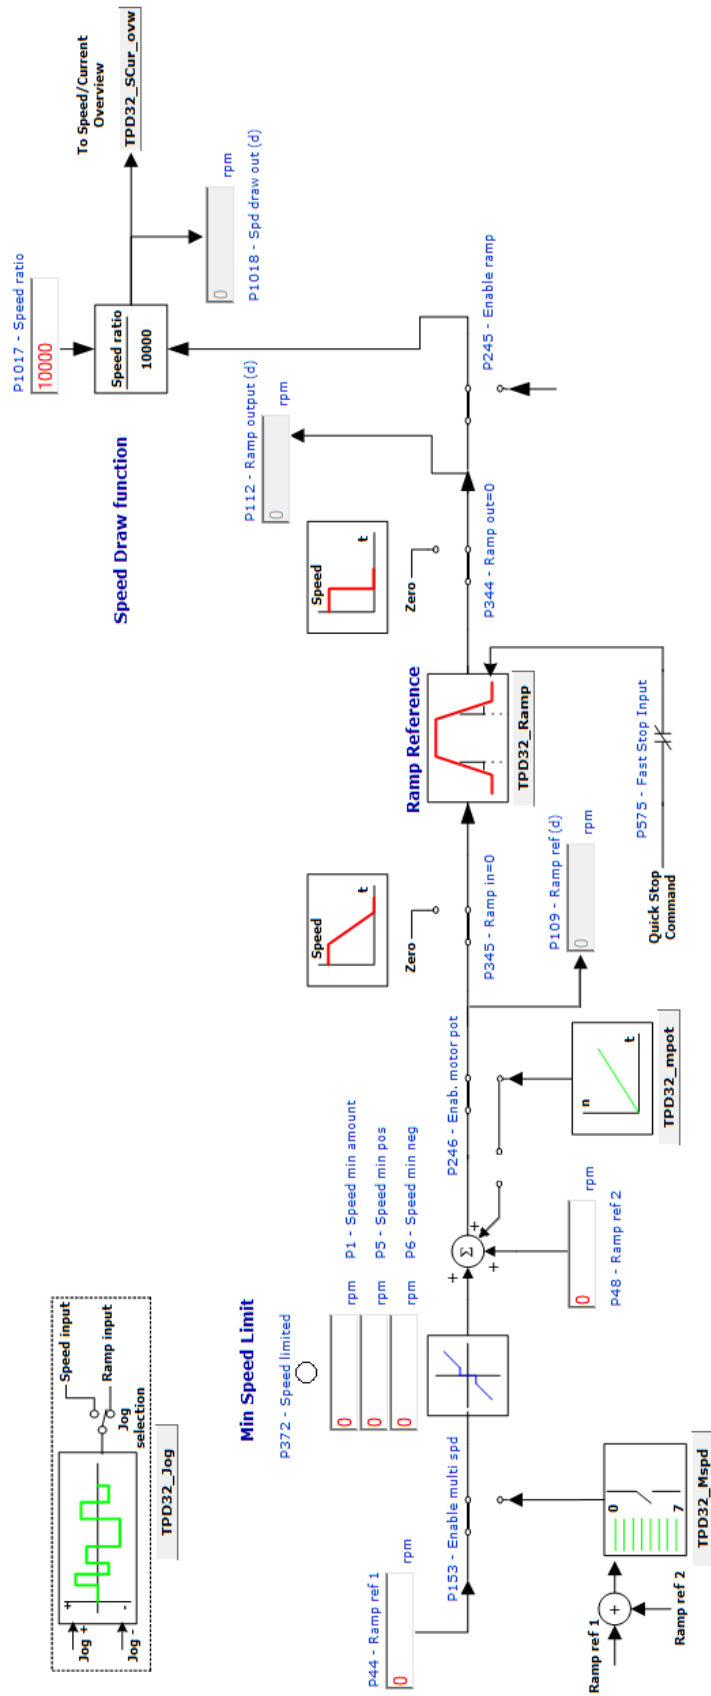 Jog +
Jog -
+
-
Speed input
Ramp input
Jog
selection
TPD32_Jog
Min Speed Limit
P372 - Speed limited
0
rpm
P1 - Speed min amount
0
rpm
P5 - Speed min pos
0
rpm
P6 - Speed min neg
P44 - Ramp ref 1
0
rpm
P153 - Enable multi spd
Ramp ref 1
+
Ramp ref 2
0
7
TPD32_Mspd
+
Σ
+
+
0
rpm
P48 - Ramp ref 2
P246 - Enab. motor pot
n
t
TPD32_mpot
P109 - Ramp ref (d)
0
rpm
Speed
t
Zero
P345 - Ramp in=0
Ramp Reference
TPD32_Ramp
Quick Stop
Command
P575 - Fast Stop Input
Speed
t
Zero
P344 - Ramp out=0
P112 - Ramp output (d)
0
rpm
P245 - Enable ramp
Speed Draw function
P1017 - Speed ratio
10000
Speed ratio
10000
0
rpm
P1018 - Spd draw out (d)
To Speed/Current
Overview
TPD32_SCur_ovw